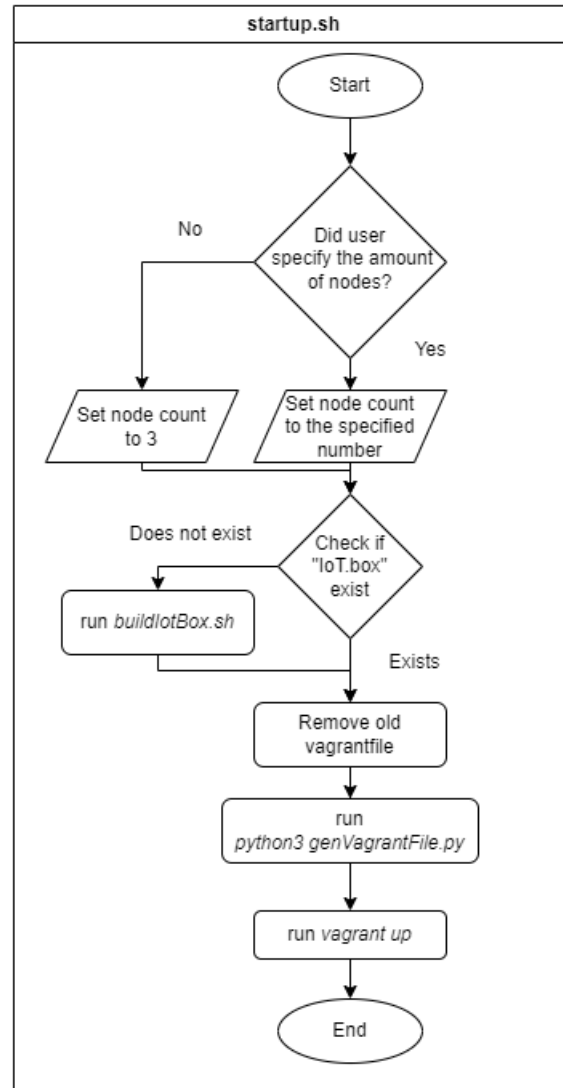 startup.sh
Start
Did user
specify the amount
of nodes?
No
Yes
Set node count
to 3
Set node count
to the specified
number
Does not exist
Check if
"IoT.box"
exist
run buildIotBox.sh
Exists
Remove old
vagrantfile
run
python3 genVagrantFile.py
run vagrant up
End